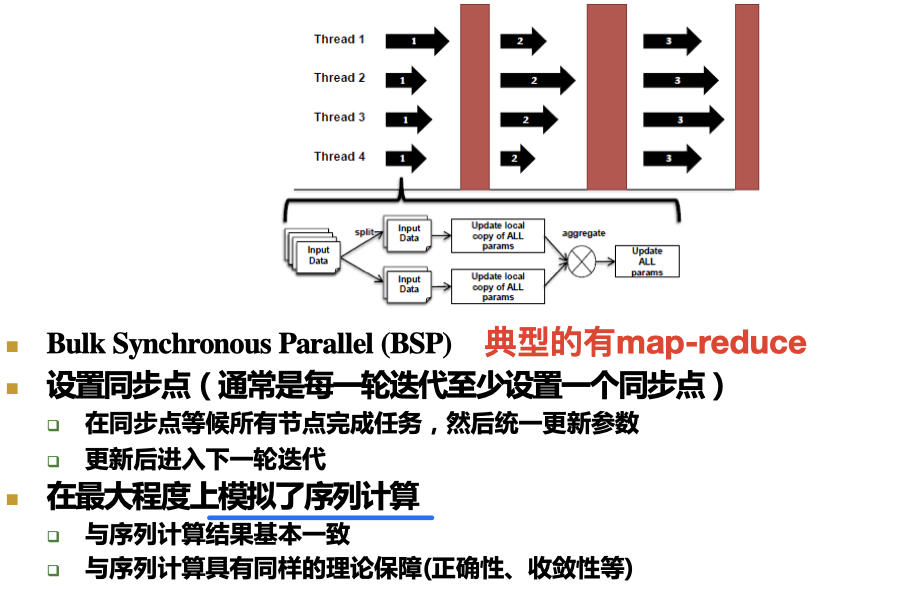 Thread 1
1
2
3
Thread 2
1
2
3
Thread 3
1
2
3
Thread 4
1
2
3
Input
Data
split
Input
Data
Update local
copy of ALL
params
aggregate
Update
ALL
params
Input
Data
Update local
copy of ALL
params
Bulk Synchronous Parallel (BSP) 典型的有map-reduce
设置同步点（通常是每一轮迭代至少设置一个同步点）
在同步点等候所有节点完成任务，然后统一更新参数
更新后进入下一轮迭代
在最大程度上模拟了序列计算
与序列计算结果基本一致
与序列计算具有同样的理论保障(正确性、收敛性等)